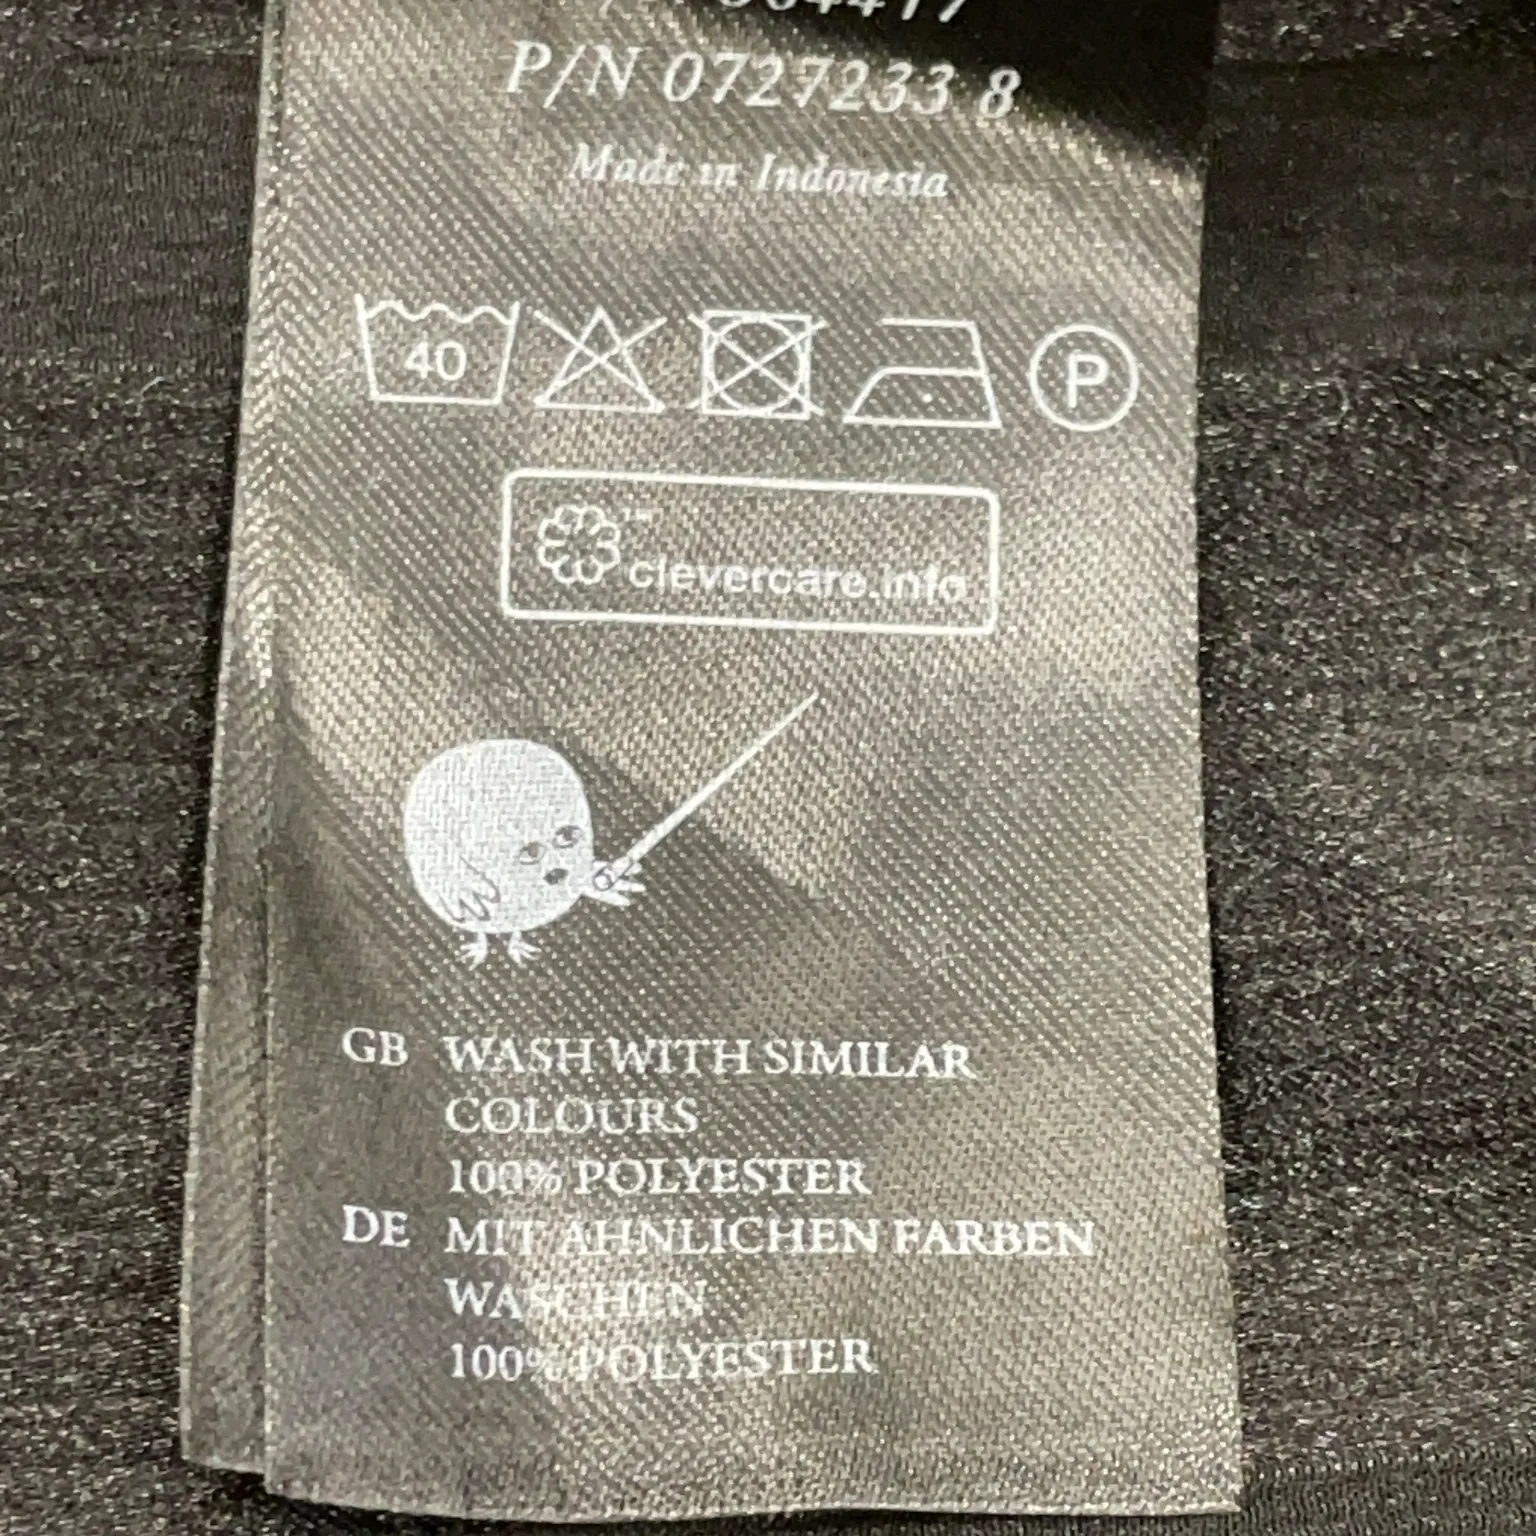 P/N 0727233 8
Made in Indonesia
40
P
clevercare.info
GB WASH WITH SIMILAR
COLOURS
100% POLYESTER
DE MIT ÄHNLICHEN FARBEN
WASCHEN
100% POLYESTER